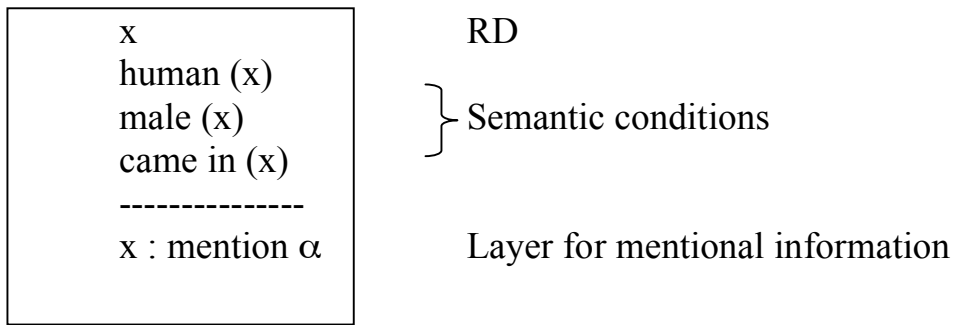 x RD
human (x)
male (x) Semantic conditions
came in (x)
---------------
x : mention α Layer for mentional information